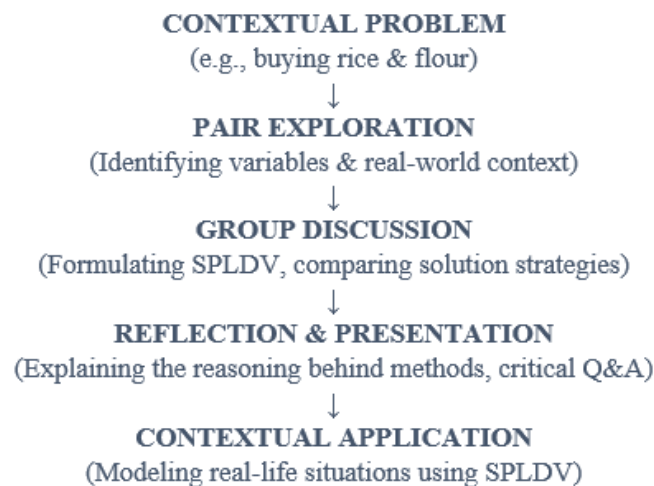 CONTEXTUAL PROBLEM
(e.g., buying rice & flour)
↓
PAIR EXPLORATION
(Identifying variables & real-world context)
↓
GROUP DISCUSSION
(Formulating SPLDV, comparing solution strategies)
↓
REFLECTION & PRESENTATION
(Explaining the reasoning behind methods, critical Q&A)
↓
CONTEXTUAL APPLICATION
(Modeling real-life situations using SPLDV)